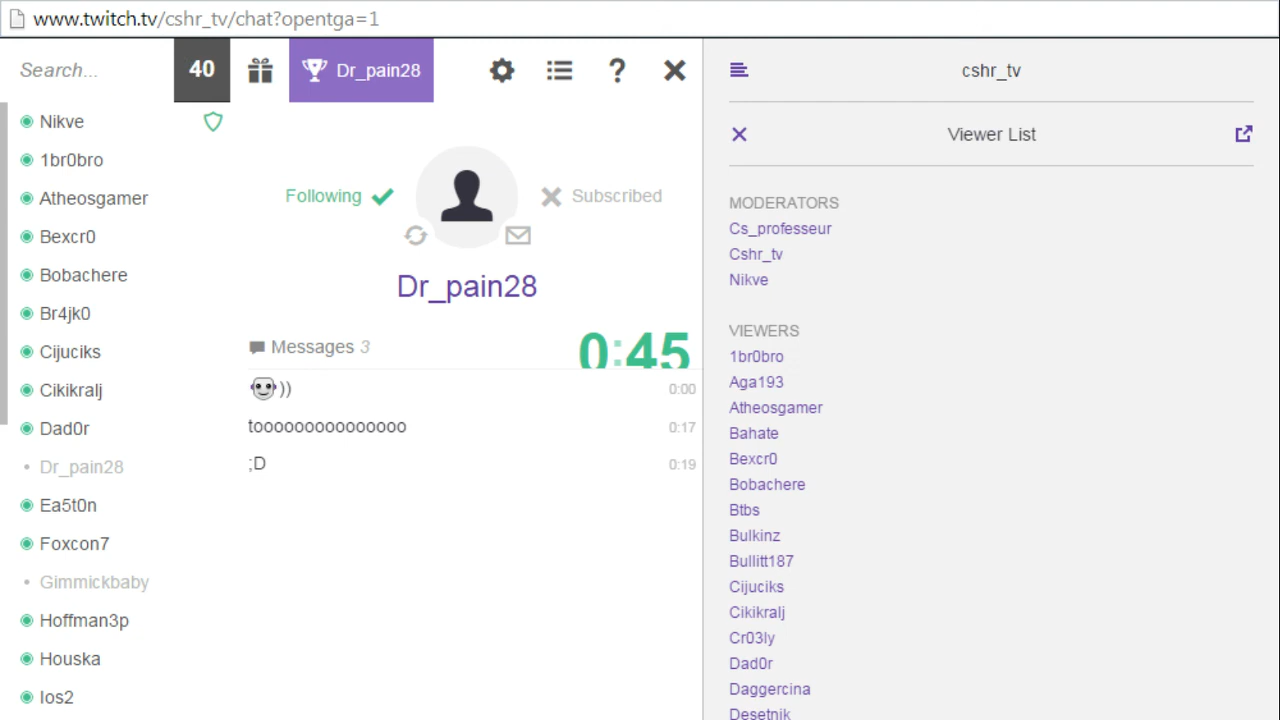 www.twitch.tv/cshr_tv/chat?opentga=1
Search...
40
Dr_pain28
?
Nikve
1br0bro
Atheosgamer
Bexcr0
Bobachere
Br4jk0
Cijuciks
Cikikralj
Dad0r
Dr_pain28
Ea5t0n
Foxcon7
Gimmickbaby
Hoffman3p
Houska
Ios2
Following
Subscribed
Dr_pain28
Messages 3
0:45
)) 0:00
tooooooooooooooo 0:17
;D 0:19
cshr_tv
Viewer List
MODERATORS
Cs_professeur
Cshr_tv
Nikve
VIEWERS
1br0bro
Aga193
Atheosgamer
Bahate
Bexcr0
Bobachere
Btbs
Bulkinz
Bullitt187
Cijuciks
Cikikralj
Cr03ly
Dad0r
Daggercina
Desetnik